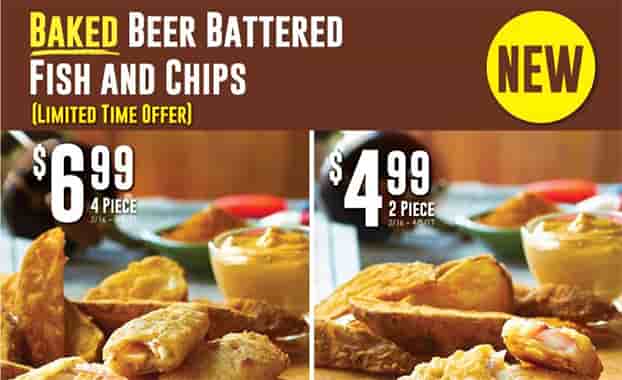 BAKED BEER BATTERED
FISH AND CHIPS
(LIMITED TIME OFFER)
NEW
$6.99
4 PIECE
$4.99
2 PIECE